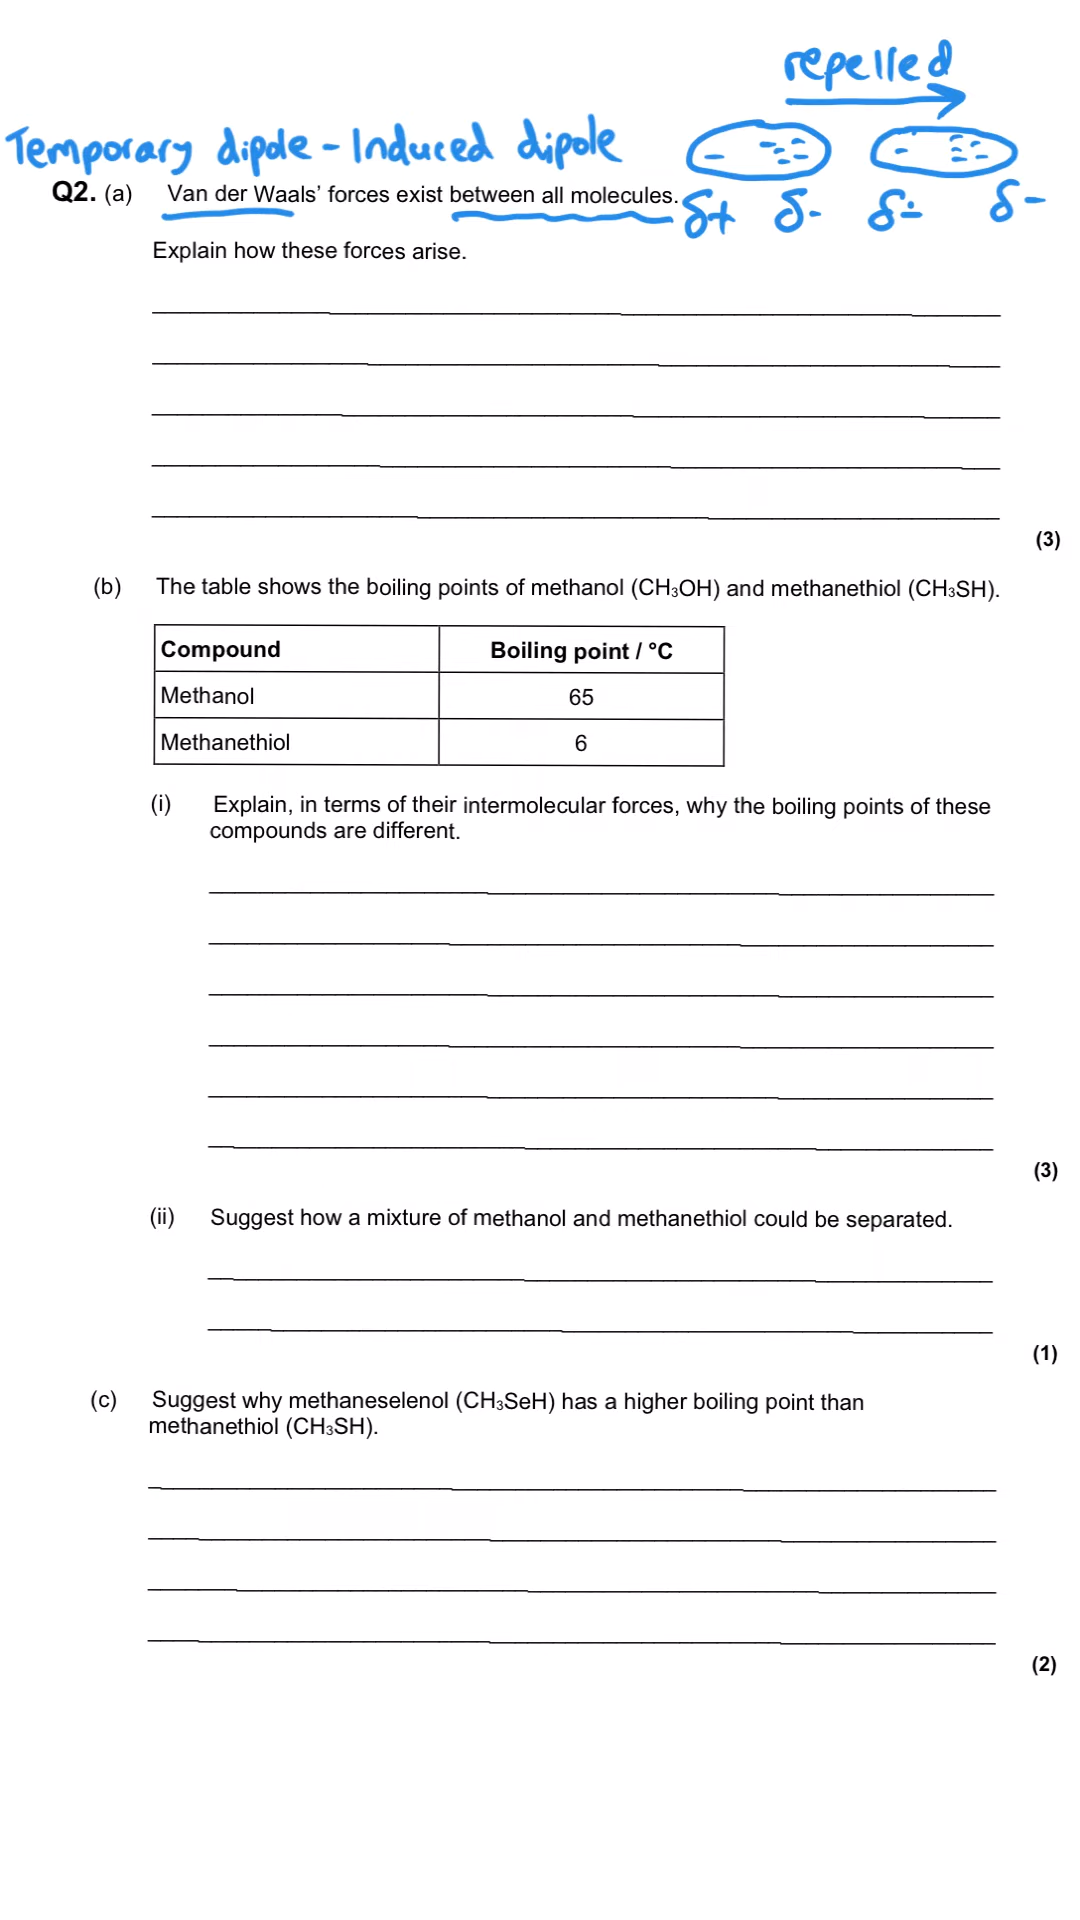 repelled
Temporary dipole - Induced dipole
Q2. (a) Van der Waals' forces exist between all molecules.
δ+ δ- δ÷ δ-
Explain how these forces arise.
(3)
(b) The table shows the boiling points of methanol (CH₃OH) and methanethiol (CH₃SH).
Compound Boiling point / °C
Methanol 65
Methanethiol 6
(i) Explain, in terms of their intermolecular forces, why the boiling points of these
compounds are different.
(3)
(ii) Suggest how a mixture of methanol and methanethiol could be separated.
(1)
(c) Suggest why methaneselenol (CH₃SeH) has a higher boiling point than
methanethiol (CH₃SH).
(2)